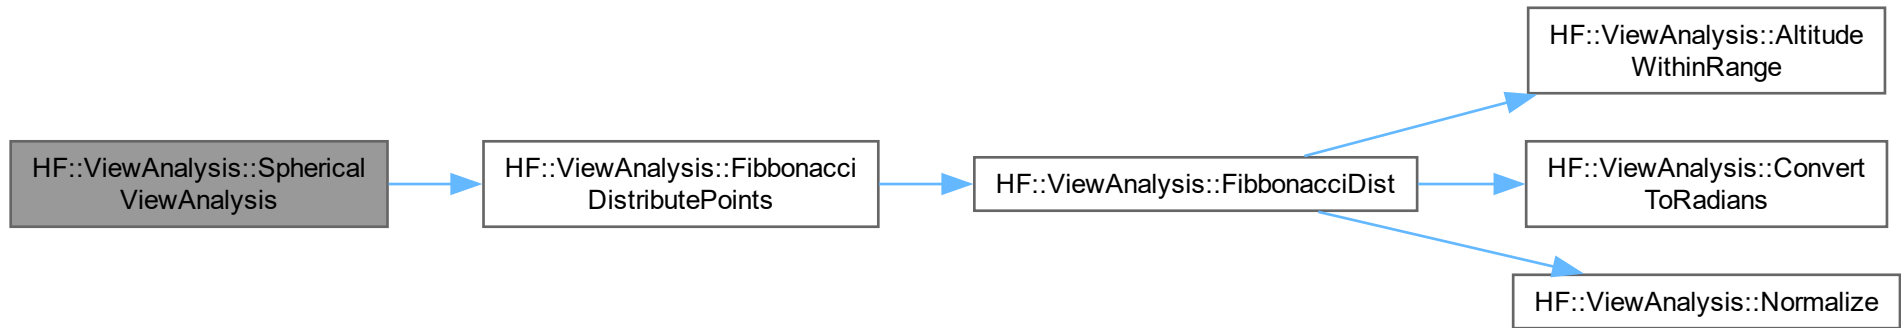 HF::ViewAnalysis::Spherical
ViewAnalysis
HF::ViewAnalysis::Fibbonacci
DistributePoints
HF::ViewAnalysis::FibbonacciDist
HF::ViewAnalysis::Altitude
WithinRange
HF::ViewAnalysis::Convert
ToRadians
HF::ViewAnalysis::Normalize